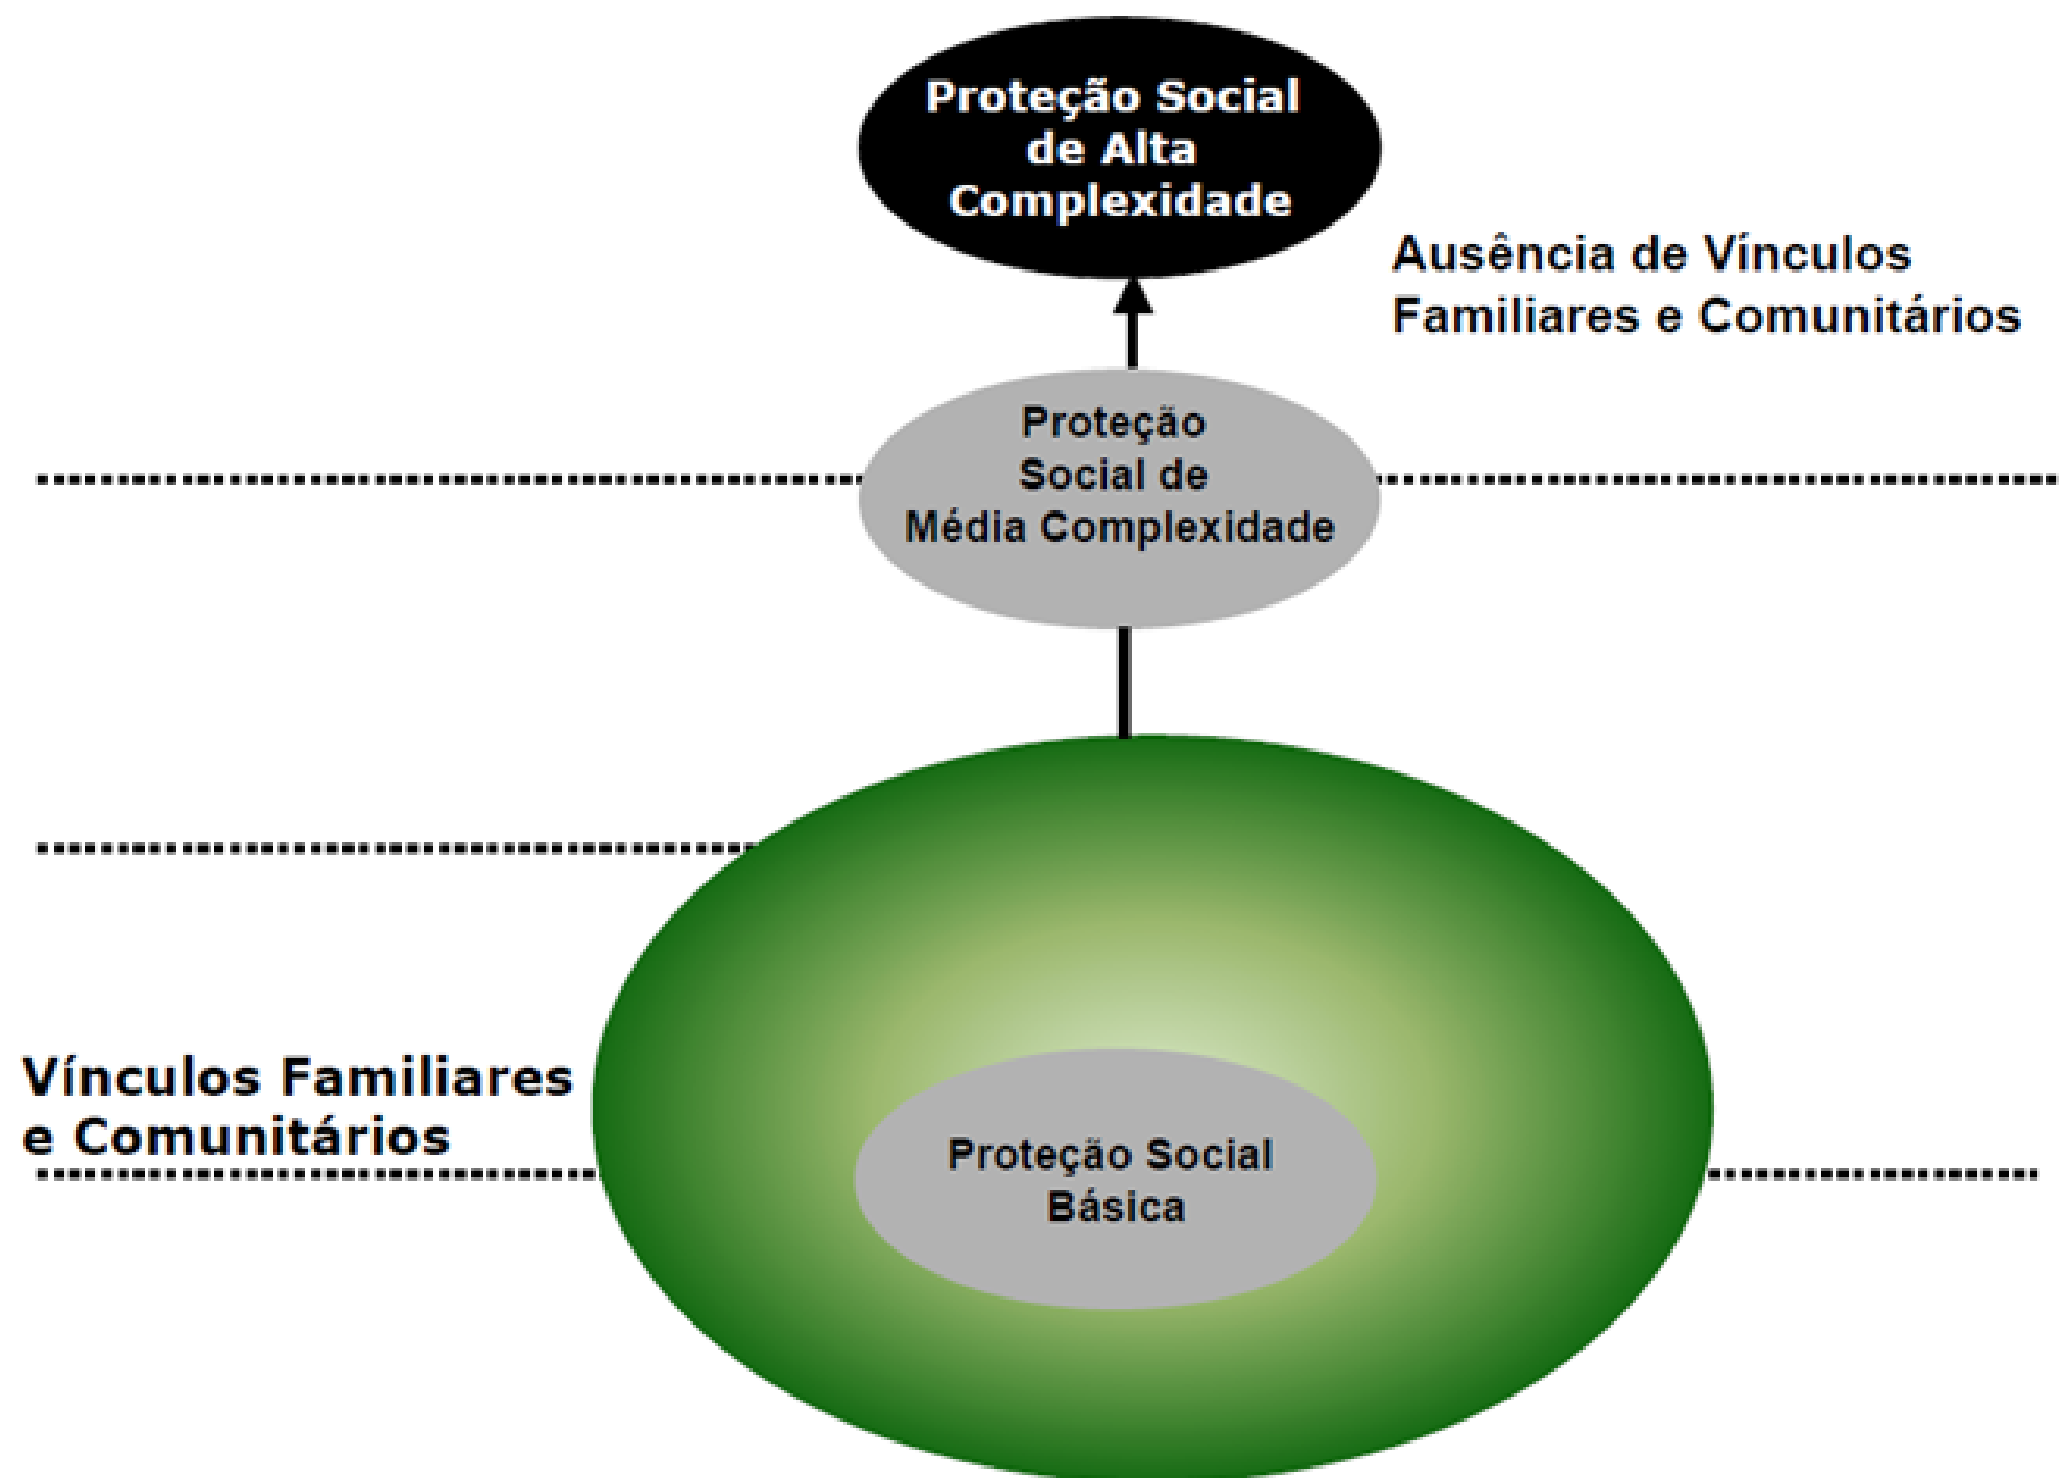 Proteção Social
de Alta
Complexidade
Ausência de Vínculos
Familiares e Comunitários
Proteção
Social de
Média Complexidade
Vínculos Familiares
e Comunitários
Proteção Social
Básica